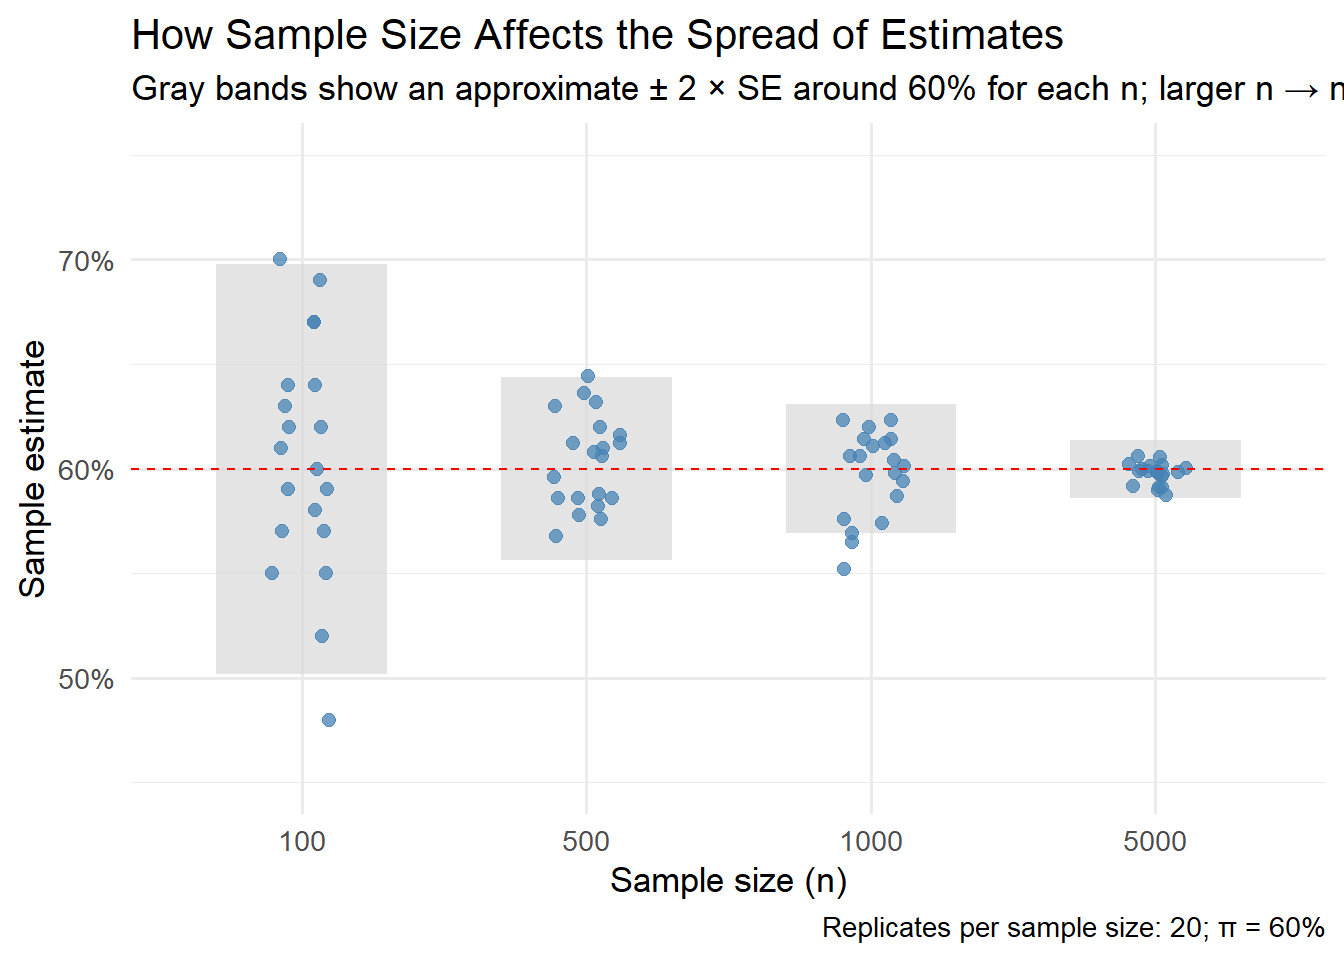 How Sample Size Affects the Spread of Estimates
Gray bands show an approximate ± 2 × SE around 60% for each n; larger n → n
70%
60%
50%
Sample estimate
100 500 1000 5000
Sample size (n)
Replicates per sample size: 20; π = 60%